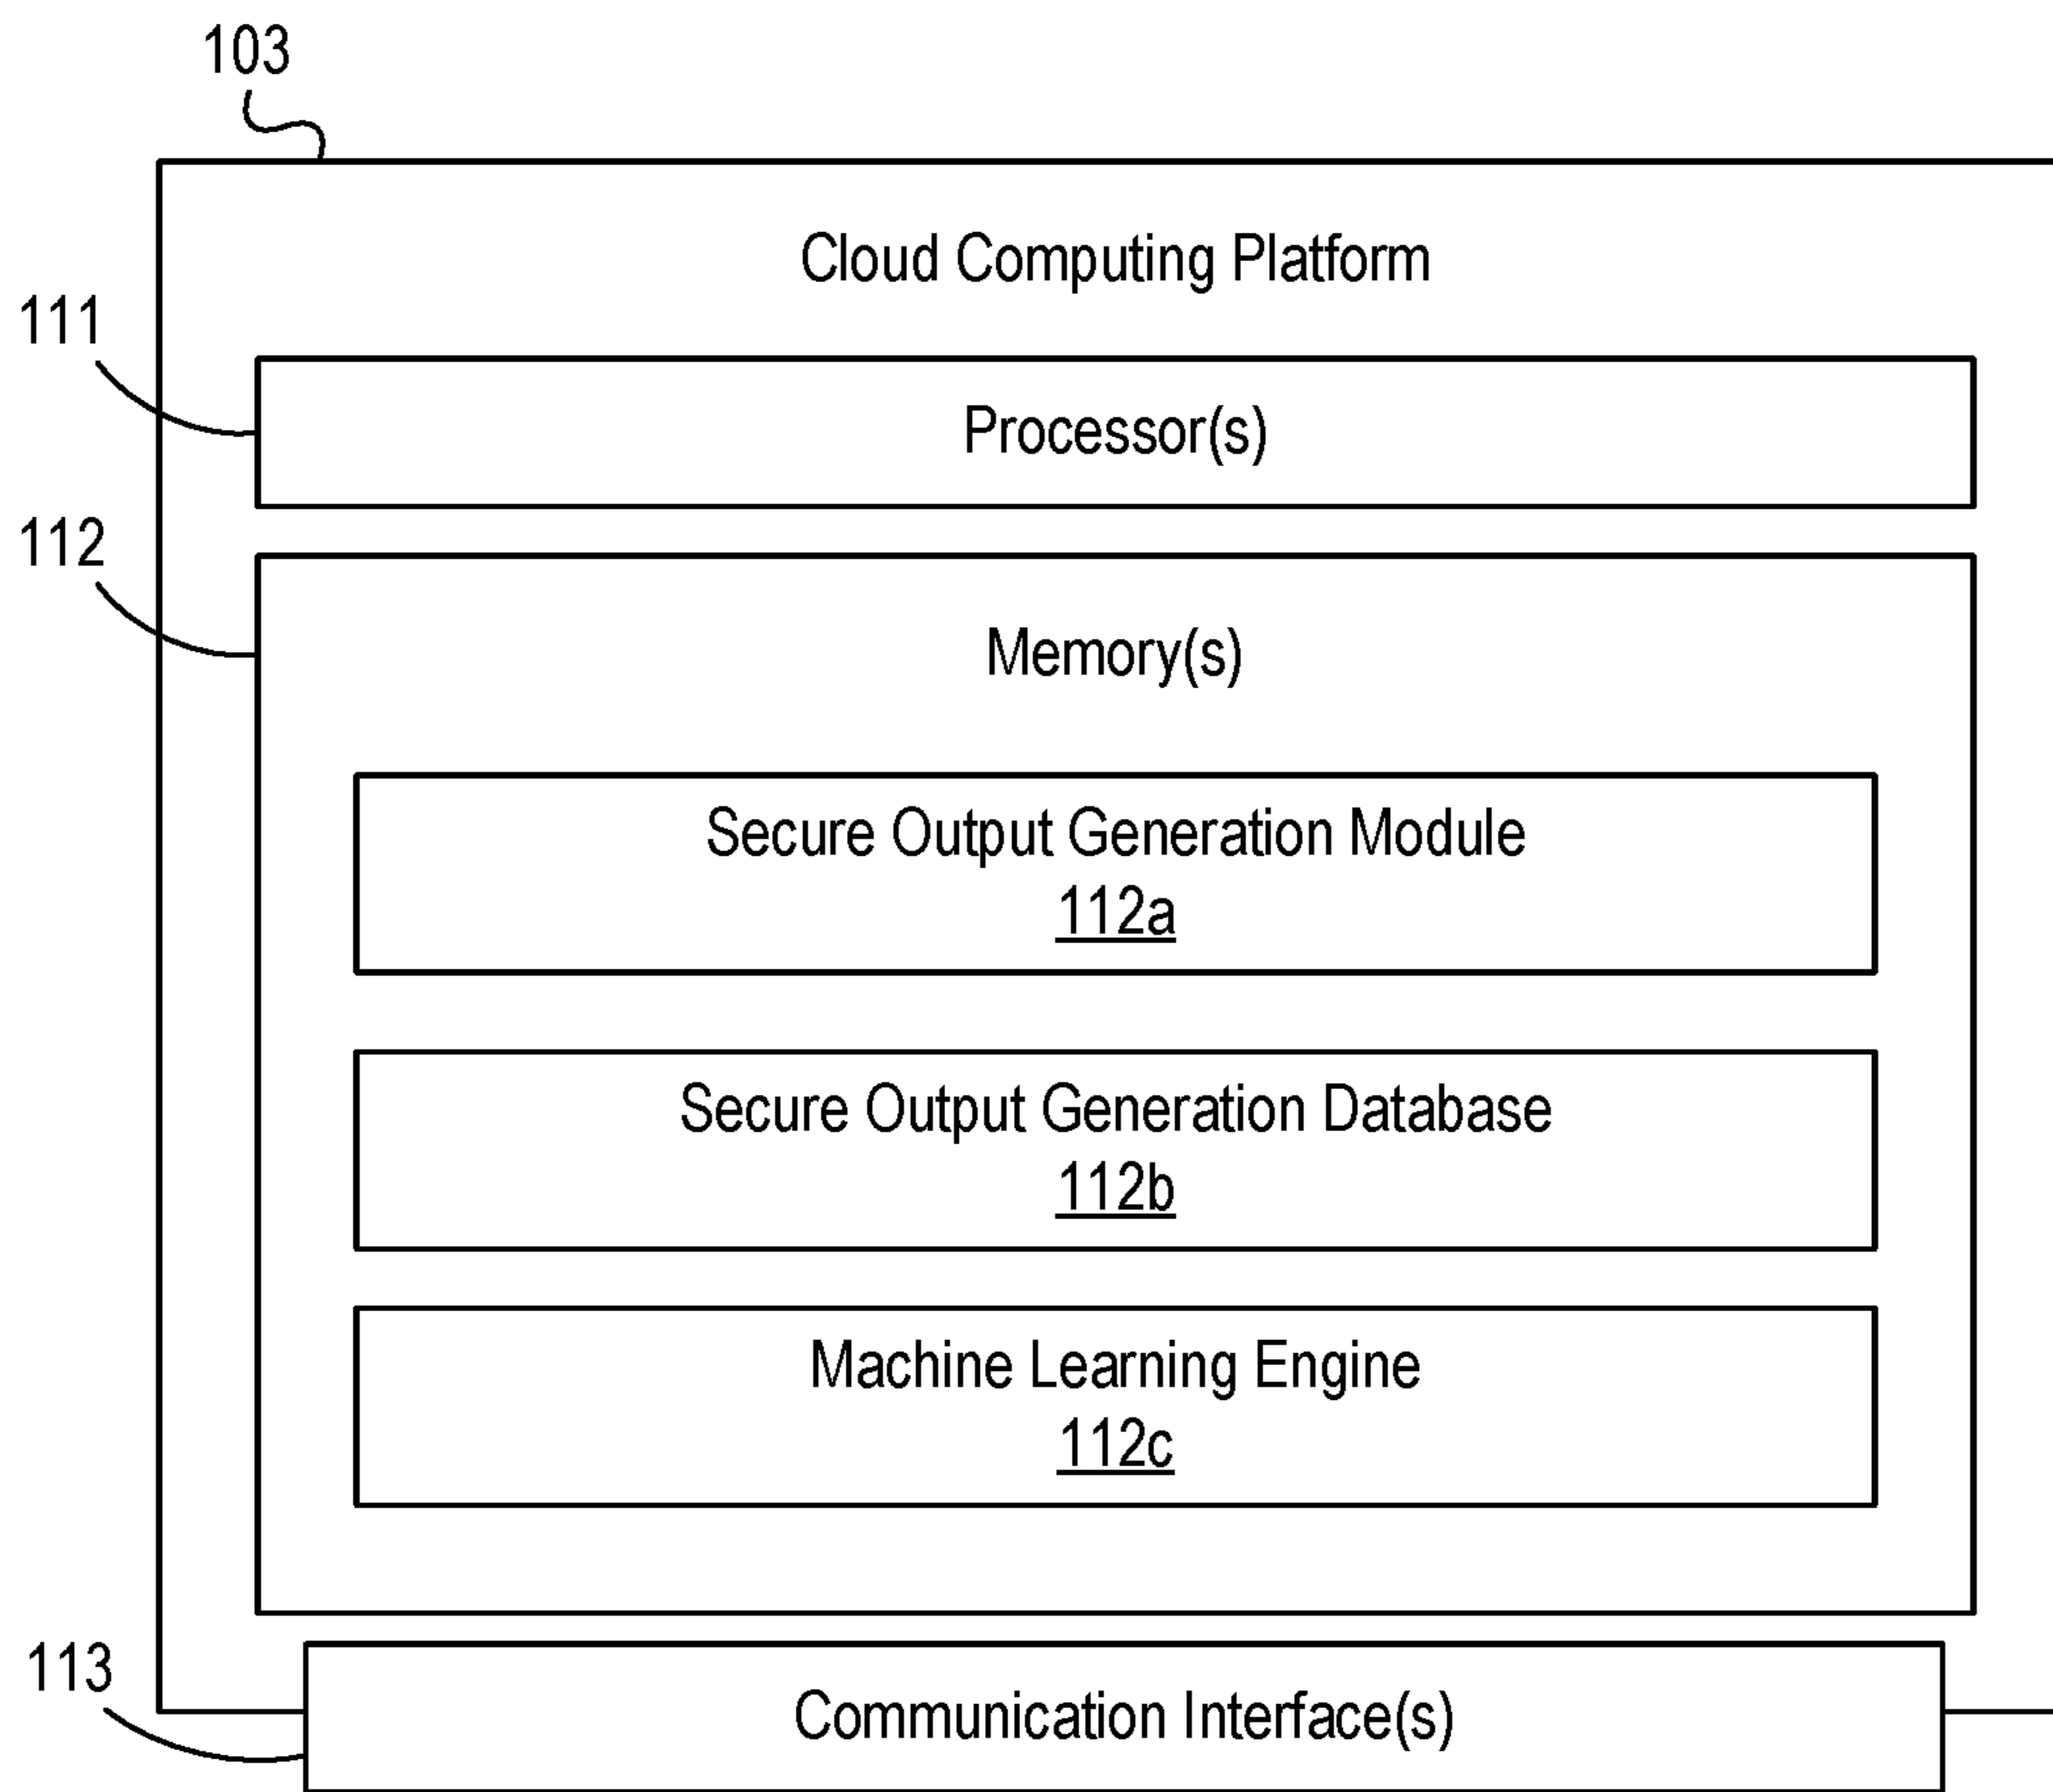 103
Cloud Computing Platform
111
Processor(s)
112
Memory(s)
Secure Output Generation Module
112a
Secure Output Generation Database
112b
Machine Learning Engine
112c
113
Communication Interface(s)